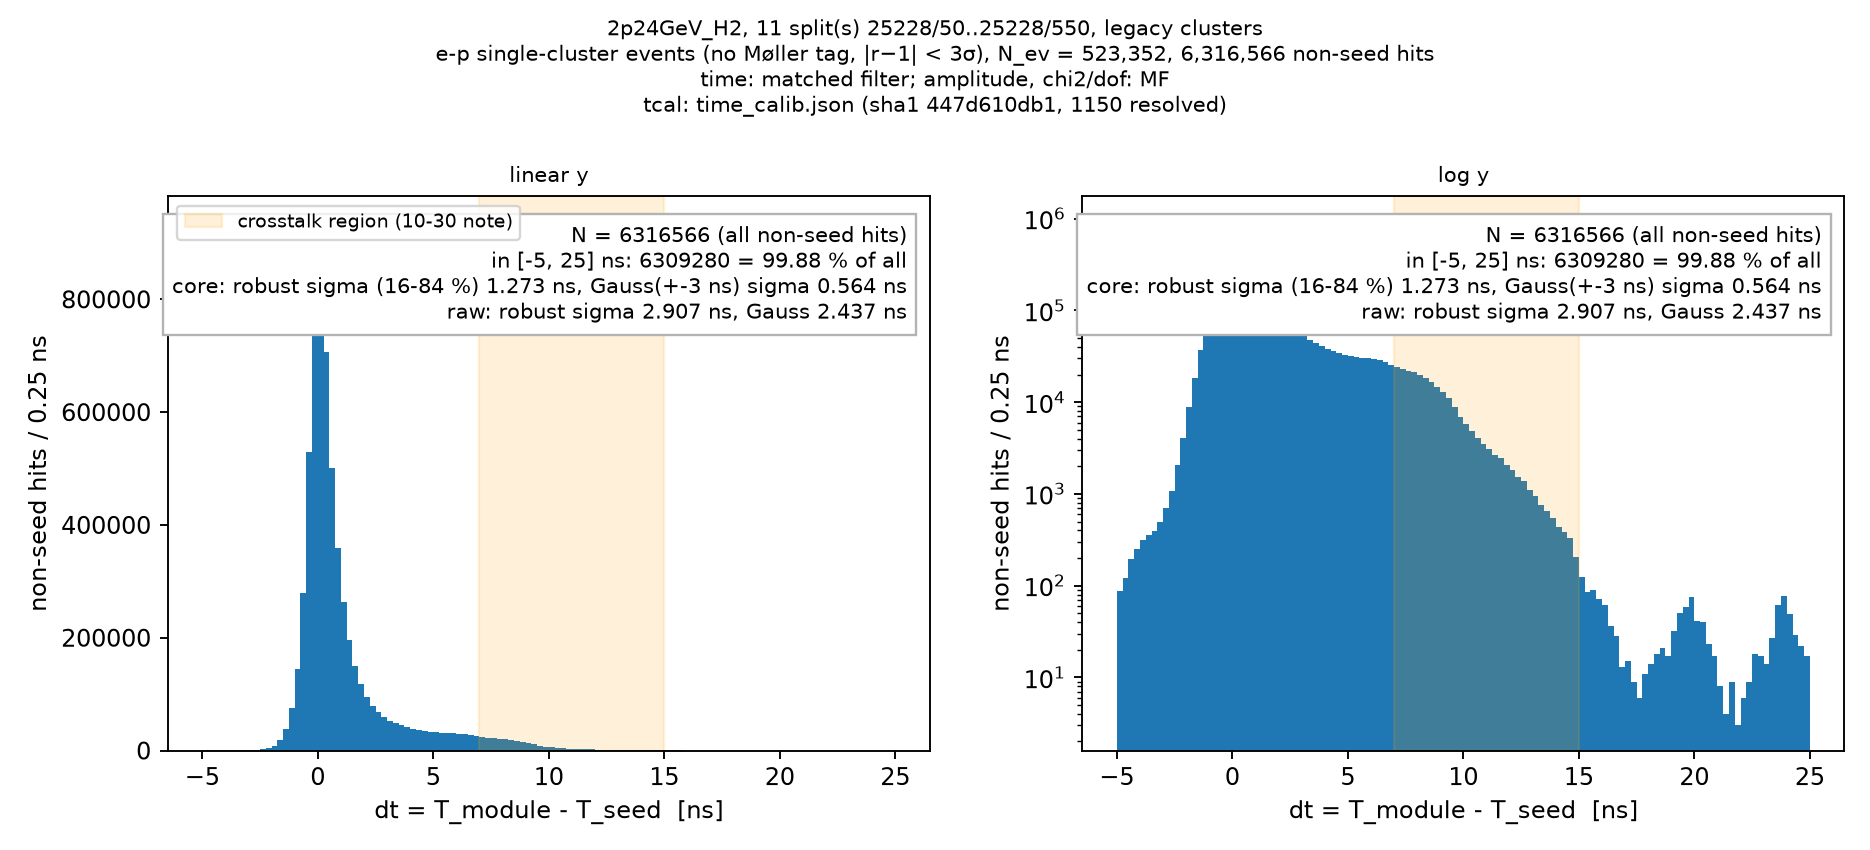 2p24GeV_H2, 11 split(s) 25228/50..25228/550, legacy clusters
e-p single-cluster events (no Møller tag, |r−1| < 3σ), N_ev = 523,352, 6,316,566 non-seed hits
time: matched filter; amplitude, chi2/dof: MF
tcal: time_calib.json (sha1 447d610db1, 1150 resolved)
linear y
crosstalk region (10-30 note)
N = 6316566 (all non-seed hits)
in [-5, 25] ns: 6309280 = 99.88 % of all
core: robust sigma (16-84 %) 1.273 ns, Gauss(+-3 ns) sigma 0.564 ns
raw: robust sigma 2.907 ns, Gauss 2.437 ns
800000
600000
400000
200000
0
non-seed hits / 0.25 ns
−5 0 5 10 15 20 25
dt = T_module - T_seed [ns]
log y
N = 6316566 (all non-seed hits)
in [-5, 25] ns: 6309280 = 99.88 % of all
core: robust sigma (16-84 %) 1.273 ns, Gauss(+-3 ns) sigma 0.564 ns
raw: robust sigma 2.907 ns, Gauss 2.437 ns
10⁶
10⁵
10⁴
10³
10²
10¹
non-seed hits / 0.25 ns
−5 0 5 10 15 20 25
dt = T_module - T_seed [ns]